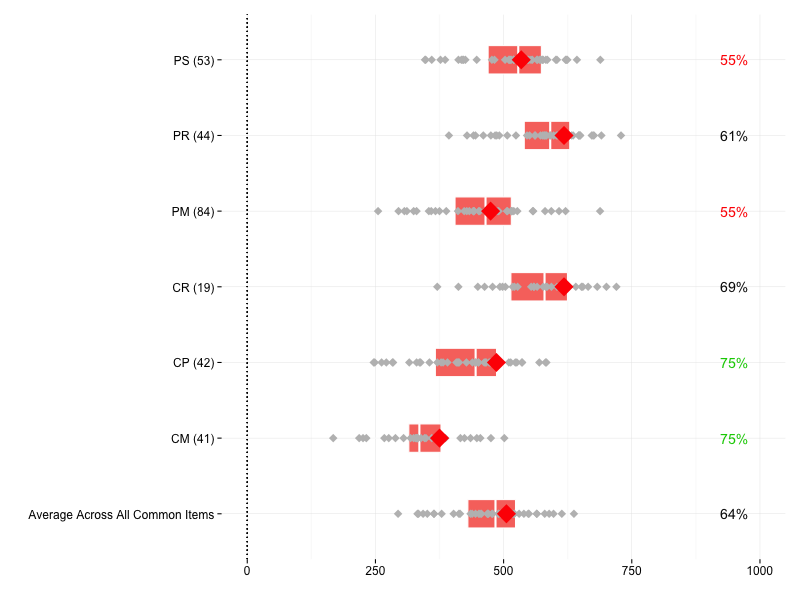 PS (53) 55%
PR (44) 61%
PM (84) 55%
CR (19) 69%
CP (42) 75%
CM (41) 75%
Average Across All Common Items 64%
0 250 500 750 1000